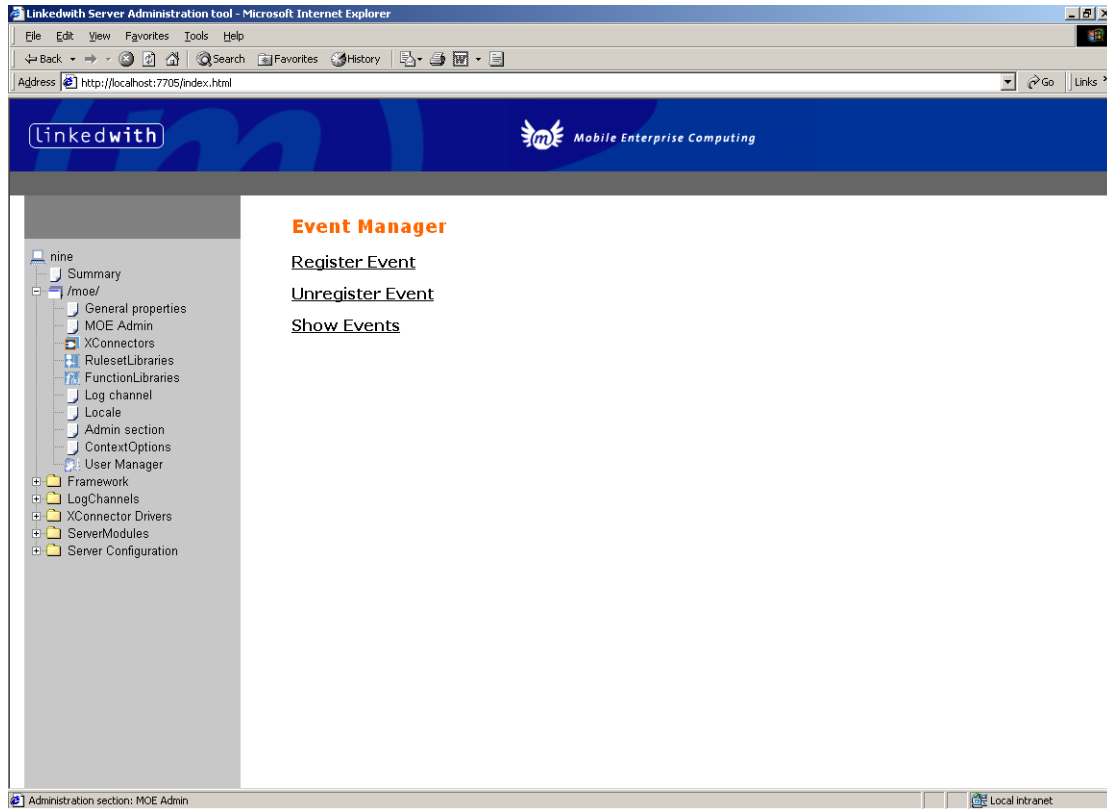 Linkedwith Server Administration tool - Microsoft Internet Explorer
File Edit View Favorites Tools Help
Back Search Favorites History
Address http://localhost:7705/index.html Go Links
linkedwith
m Mobile Enterprise Computing
Event Manager
Register Event
Unregister Event
Show Events
nine
Summary
/moe/
General properties
MOE Admin
XConnectors
RulesetLibraries
FunctionLibraries
Log channel
Locale
Admin section
ContextOptions
User Manager
Framework
LogChannels
XConnector Drivers
ServerModules
Server Configuration
Administration section: MOE Admin Local intranet